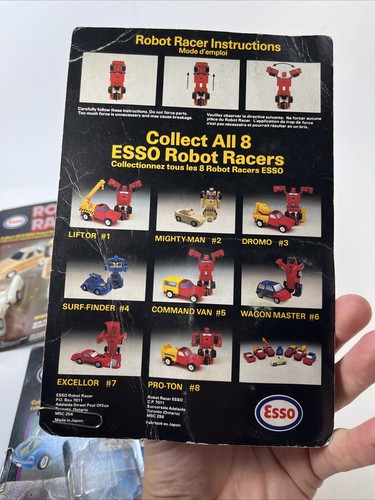 Robot Racer Instructions
Mode d'emploi
Carefully follow these instructions. Do not force parts.
Too much force is unnecessary and may cause breakage.
Veuillez observer la directive suivante. Ne forcer aucune
pièce du Robot Racer. L'application de trop de force
n'est pas nécessaire et pourrait résulter en un bris.
Collect All 8
ESSO Robot Racers
Collectionnez tous les 8 Robot Racers ESSO
LIFTOR #1
MIGHTY-MAN #2
DROMO #3
SURF-FINDER #4
COMMAND VAN #5
WAGON MASTER #6
EXCELLOR #7
PRO-TON #8
ESSO Robot Racer
P.O. Box 7011
Adelaide Street Post Office
Toronto, Ontario
M5C 2S8
Made in Japan
Robot Racer ESSO
C.P. 7011
Succursale Adelaide
Toronto (Ontario)
M5C 2S8
Fabriqué au Japon
Esso
RO
RA